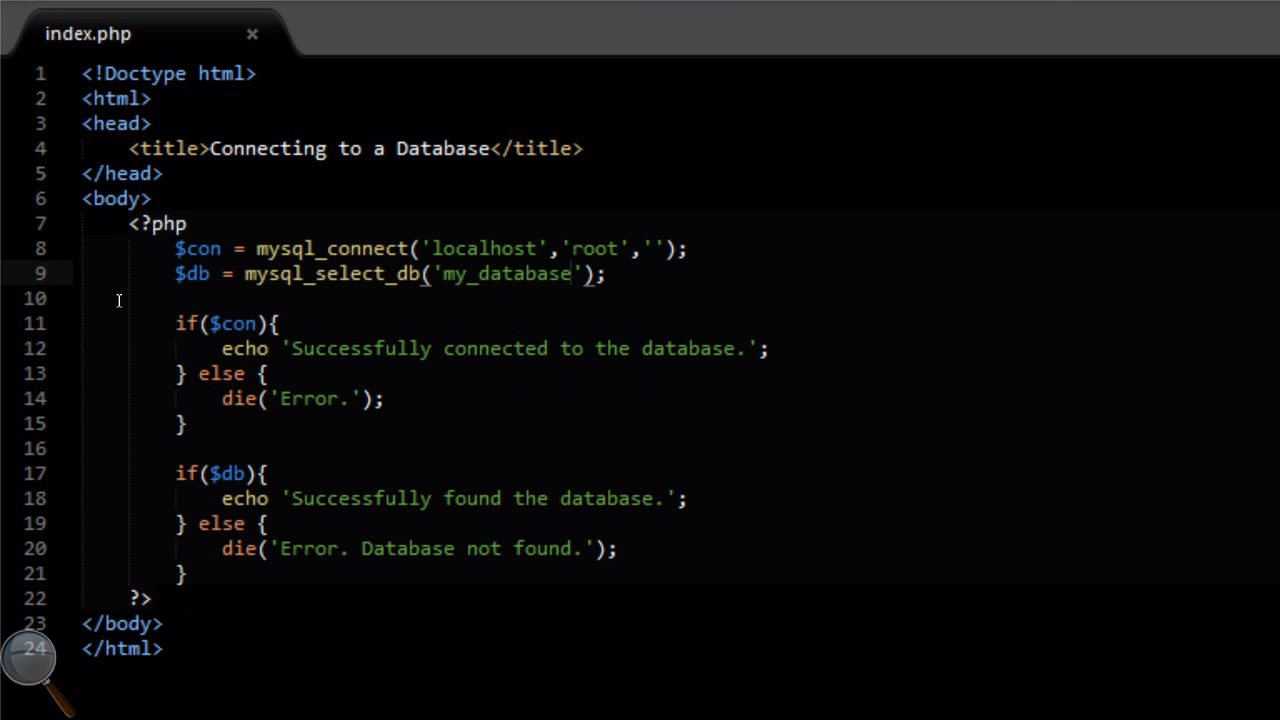 index.php ×
1 <!Doctype html>
2 <html>
3 <head>
4     <title>Connecting to a Database</title>
5 </head>
6 <body>
7     <?php
8         $con = mysql_connect('localhost','root','');
9         $db = mysql_select_db('my_database');
10
11         if($con){
12             echo 'Successfully connected to the database.';
13         } else {
14             die('Error.');
15         }
16
17         if($db){
18             echo 'Successfully found the database.';
19         } else {
20             die('Error. Database not found.');
21         }
22     ?>
23 </body>
24 </html>